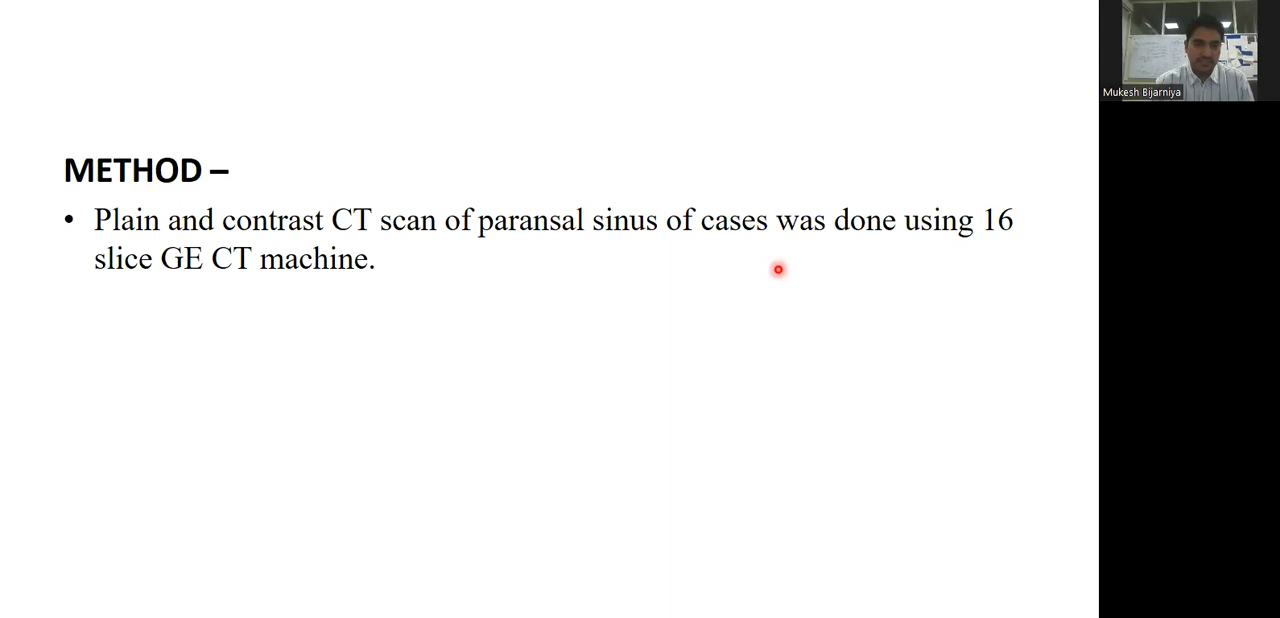 METHOD –
• Plain and contrast CT scan of paransal sinus of cases was done using 16
slice GE CT machine.
Mukesh Bijarniya